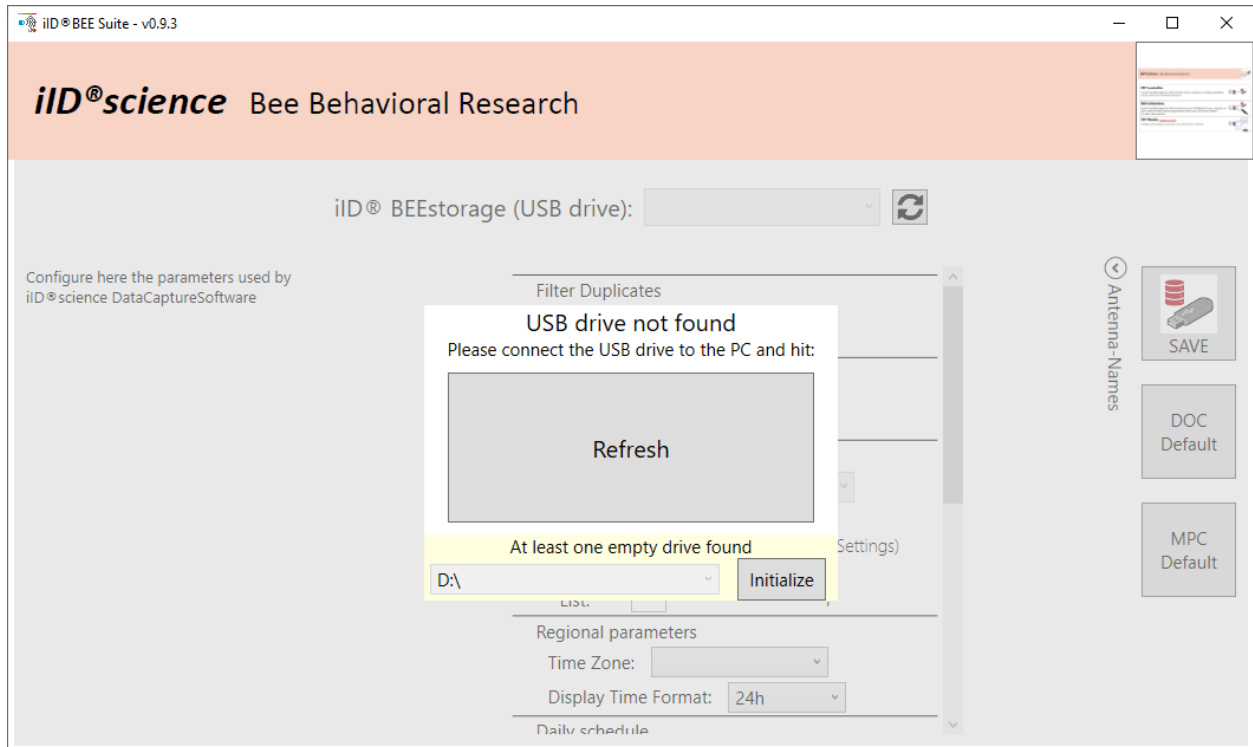 iID® BEE Suite - v0.9.3
iID®science Bee Behavioral Research
iID® BEEstorage (USB drive):
Configure here the parameters used by
iID®science DataCaptureSoftware
Filter Duplicates
USB drive not found
Please connect the USB drive to the PC and hit:
Refresh
At least one empty drive found
D:\
Initialize
Settings)
List:
Regional parameters
Time Zone:
Display Time Format: 24h
Daily schedule
Antenna-Names
SAVE
DOC
Default
MPC
Default